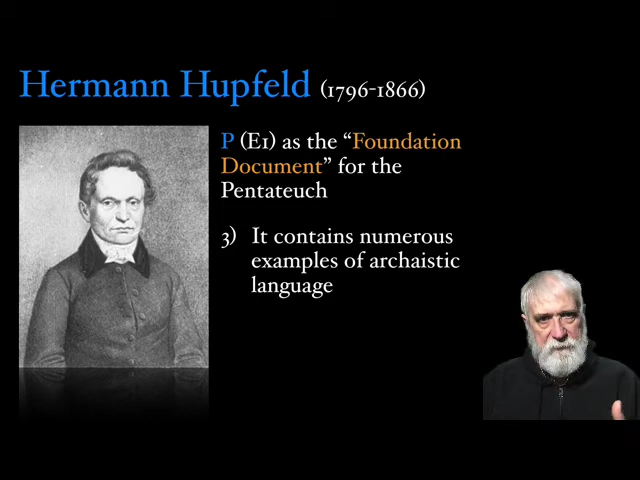 Hermann Hupfeld (1796-1866)
P (E1) as the “Foundation
Document” for the
Pentateuch
3) It contains numerous
examples of archaistic
language